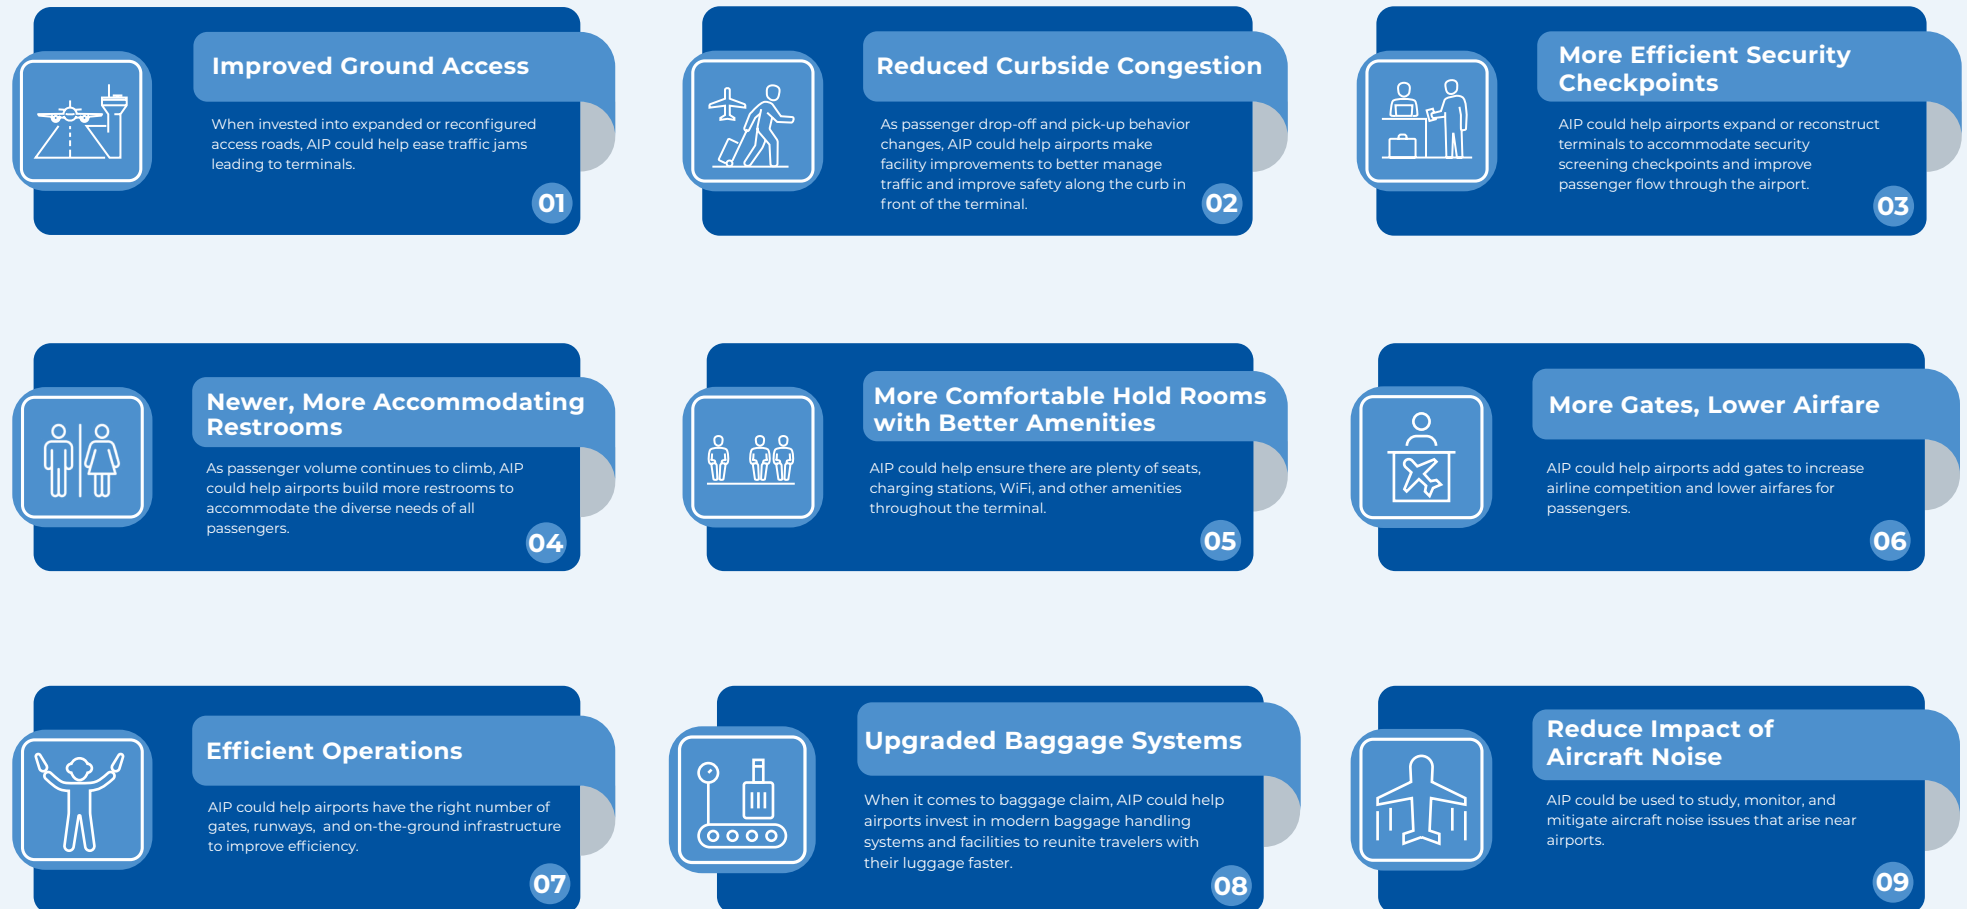 Improved Ground Access
When invested into expanded or reconfigured
access roads, AIP could help ease traffic jams
leading to terminals.
01
Reduced Curbside Congestion
As passenger drop-off and pick-up behavior
changes, AIP could help airports make
facility improvements to better manage
traffic and improve safety along the curb in
front of the terminal.
02
More Efficient Security
Checkpoints
AIP could help airports expand or reconstruct
terminals to accommodate security
screening checkpoints and improve
passenger flow through the airport.
03
Newer, More Accommodating
Restrooms
As passenger volume continues to climb, AIP
could help airports build more restrooms to
accommodate the diverse needs of all
passengers.
04
More Comfortable Hold Rooms
with Better Amenities
AIP could help ensure there are plenty of seats,
charging stations, WiFi, and other amenities
throughout the terminal.
05
More Gates, Lower Airfare
AIP could help airports add gates to increase
airline competition and lower airfares for
passengers.
06
Efficient Operations
AIP could help airports have the right number of
gates, runways, and on-the-ground infrastructure
to improve efficiency.
07
Upgraded Baggage Systems
When it comes to baggage claim, AIP could help
airports invest in modern baggage handling
systems and facilities to reunite travelers with
their luggage faster.
08
Reduce Impact of
Aircraft Noise
AIP could be used to study, monitor, and
mitigate aircraft noise issues that arise near
airports.
09